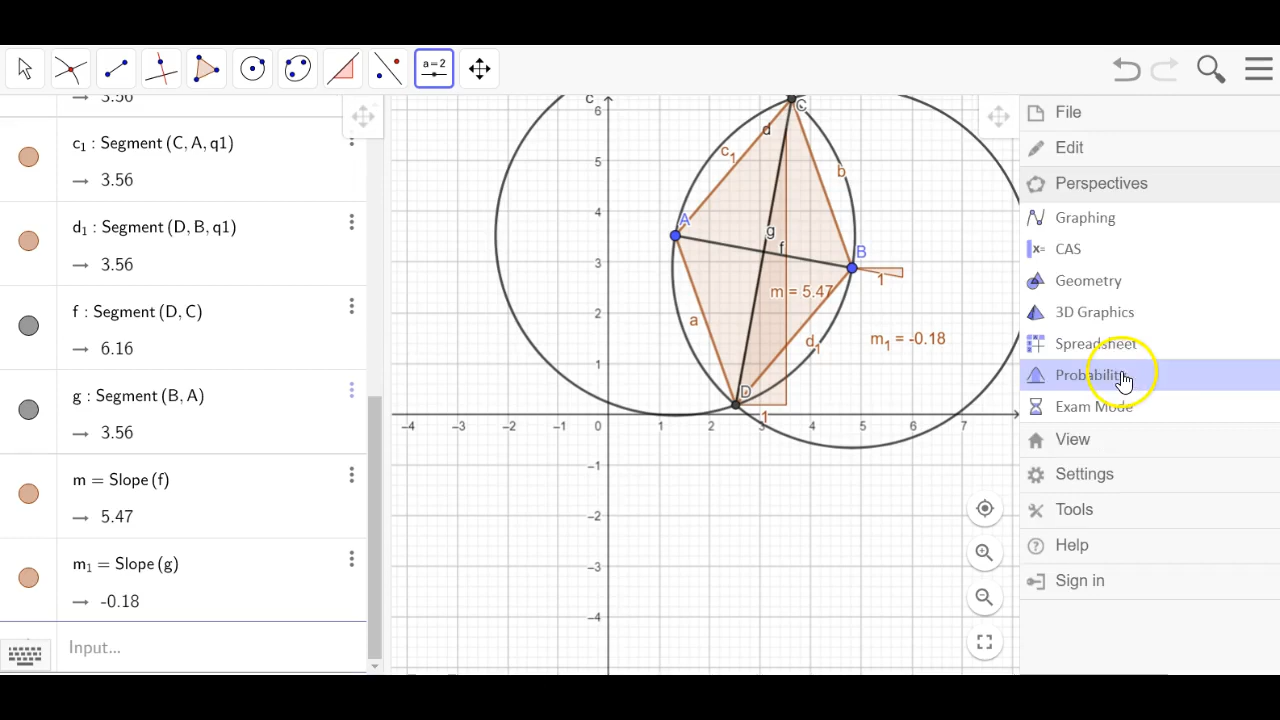 a=2
→ 3.56
c₁ : Segment (C, A, q1)
→ 3.56
d₁ : Segment (D, B, q1)
→ 3.56
f : Segment (D, C)
→ 6.16
g : Segment (B, A)
→ 3.56
m = Slope (f)
→ 5.47
m₁ = Slope (g)
→ -0.18
Input...
c
C
d
c₁
b
A
g
f
B
1
m = 5.47
a
d₁
m₁ = -0.18
D
1
6
5
4
3
2
1
–1
–2
–3
–4
–4 –3 –2 –1 0 1 2 3 4 5 6 7
File
Edit
Perspectives
Graphing
x= CAS
Geometry
3D Graphics
Spreadsheet
Probability
Exam Mode
View
Settings
Tools
Help
Sign in